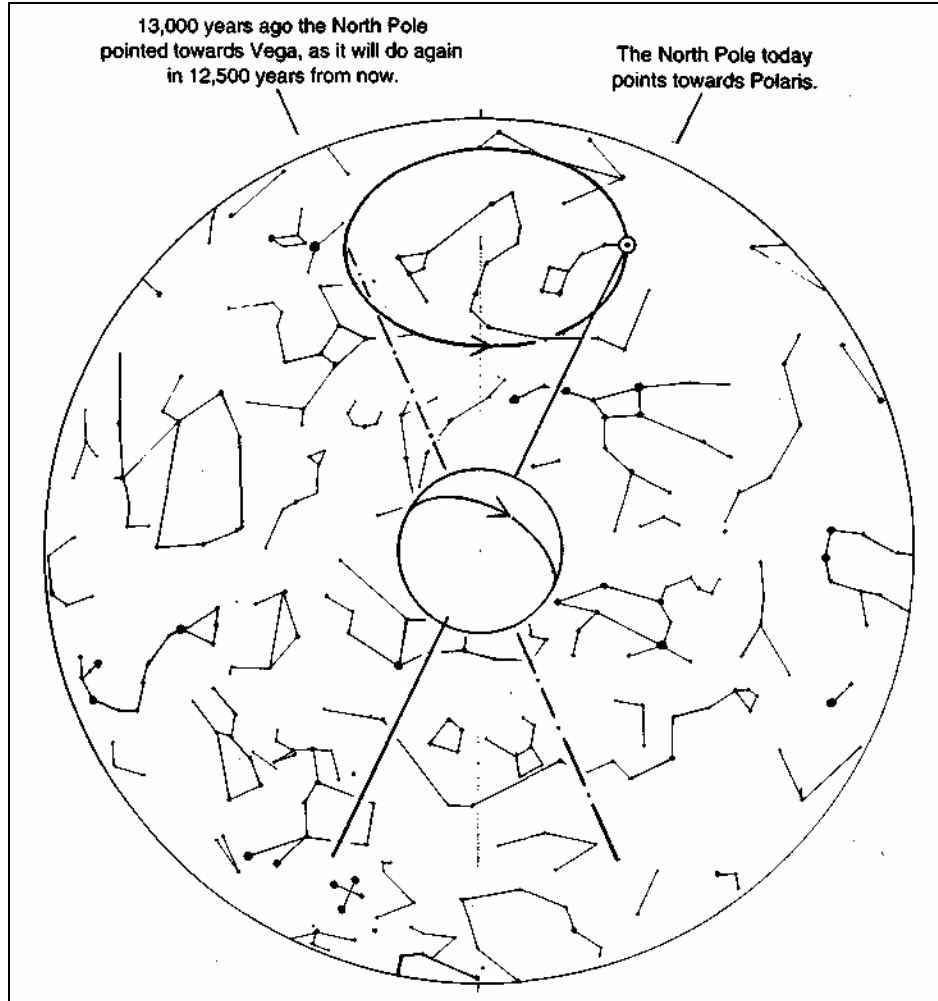 13,000 years ago the North Pole
pointed towards Vega, as it will do again
in 12,500 years from now.
The North Pole today
points towards Polaris.